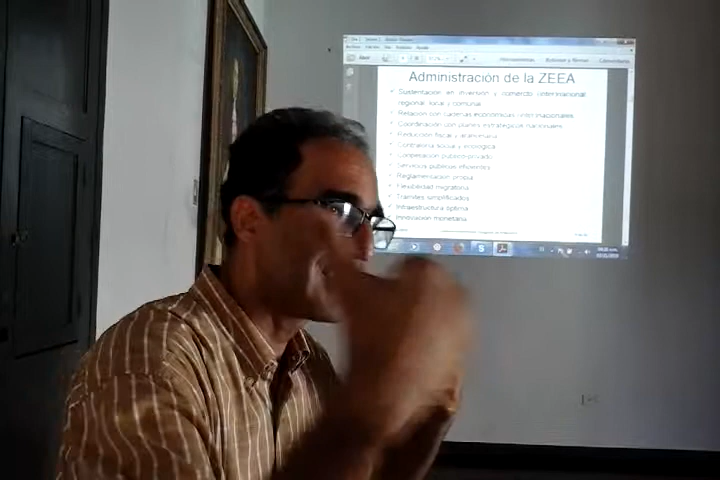 Administración de la ZEEA
Sustentación en inversión y comercio internacional,
regional, local y comunal
Relación con cadenas económicas internacionales
Coordinación con planes estratégicos nacionales
Reducción fiscal y arancelaria
Contraloría social y ecológica
Cooperación público-privado
Servicios públicos eficientes
Reglamentación propia
Flexibilidad migratoria
Trámites simplificados
Infraestructura óptima
Innovación monetaria